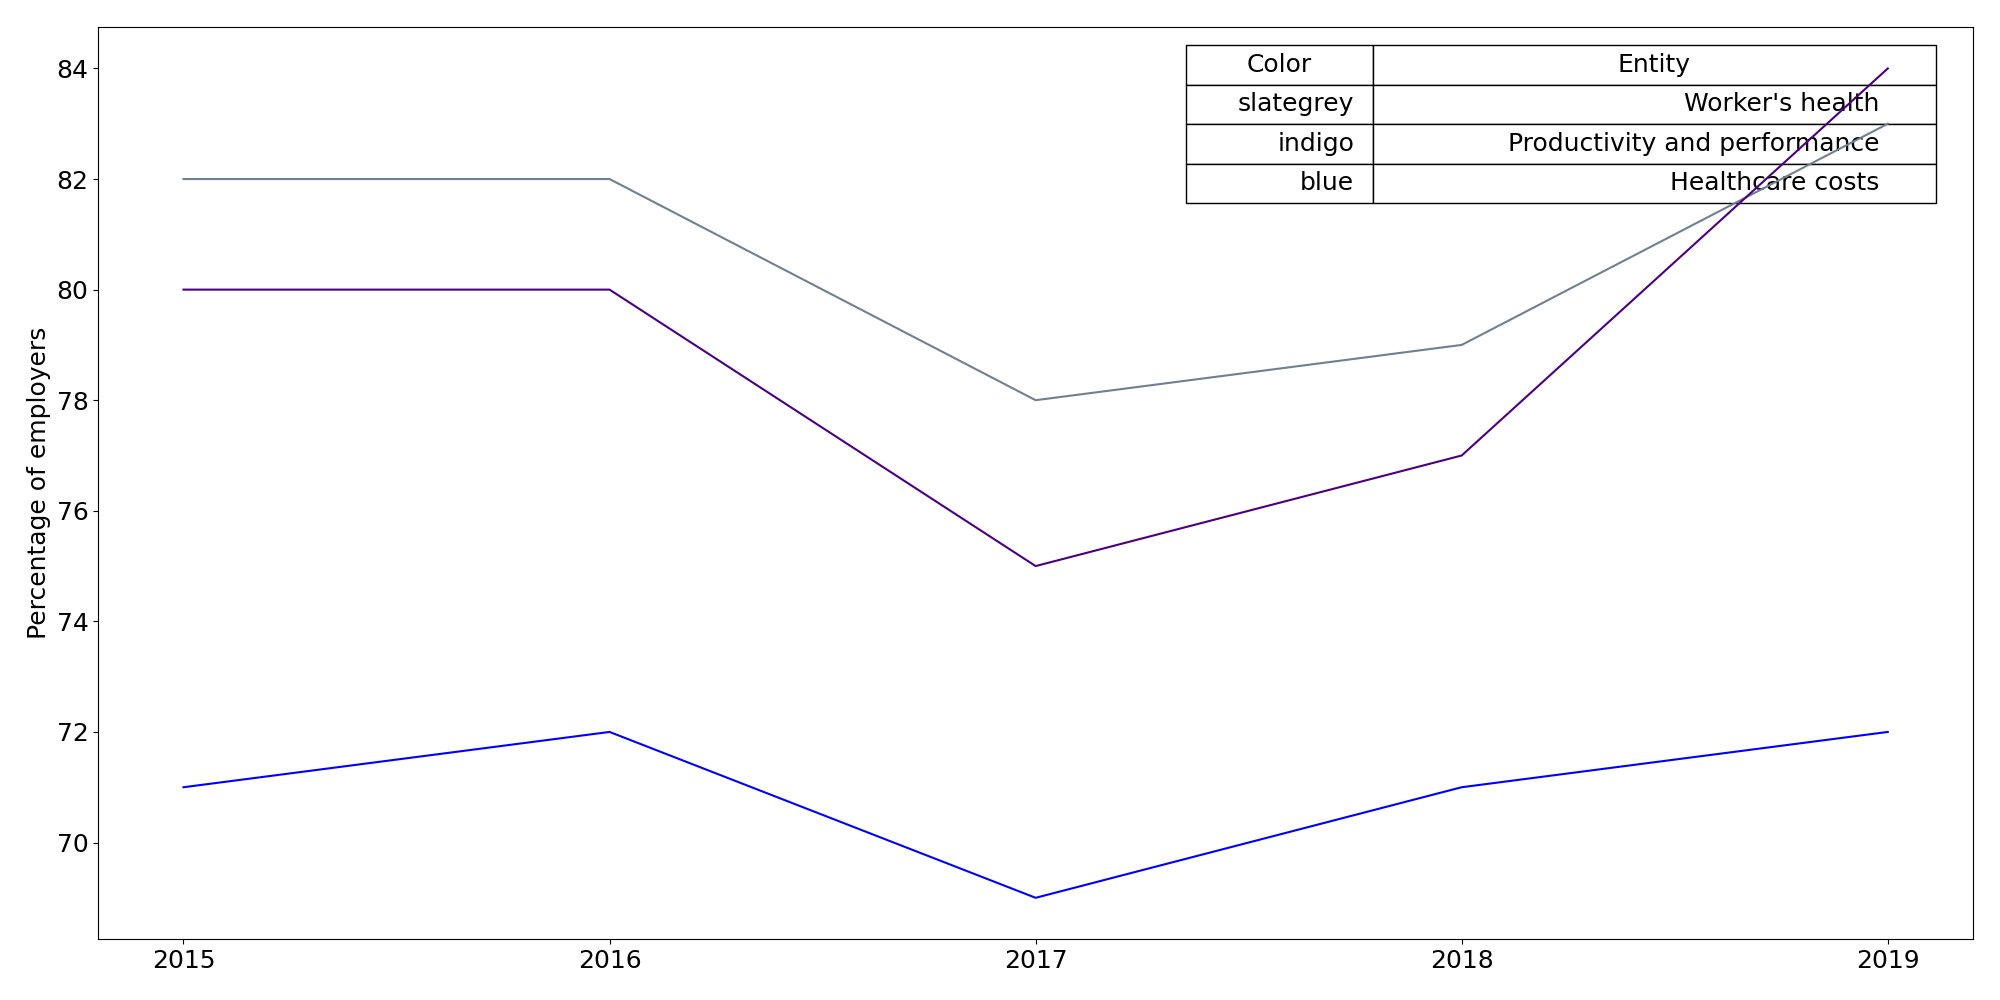 Color Entity
slategrey Worker's health
indigo Productivity and performance
blue Healthcare costs
84
82
80
78
76
74
72
70
Percentage of employers
2015 2016 2017 2018 2019